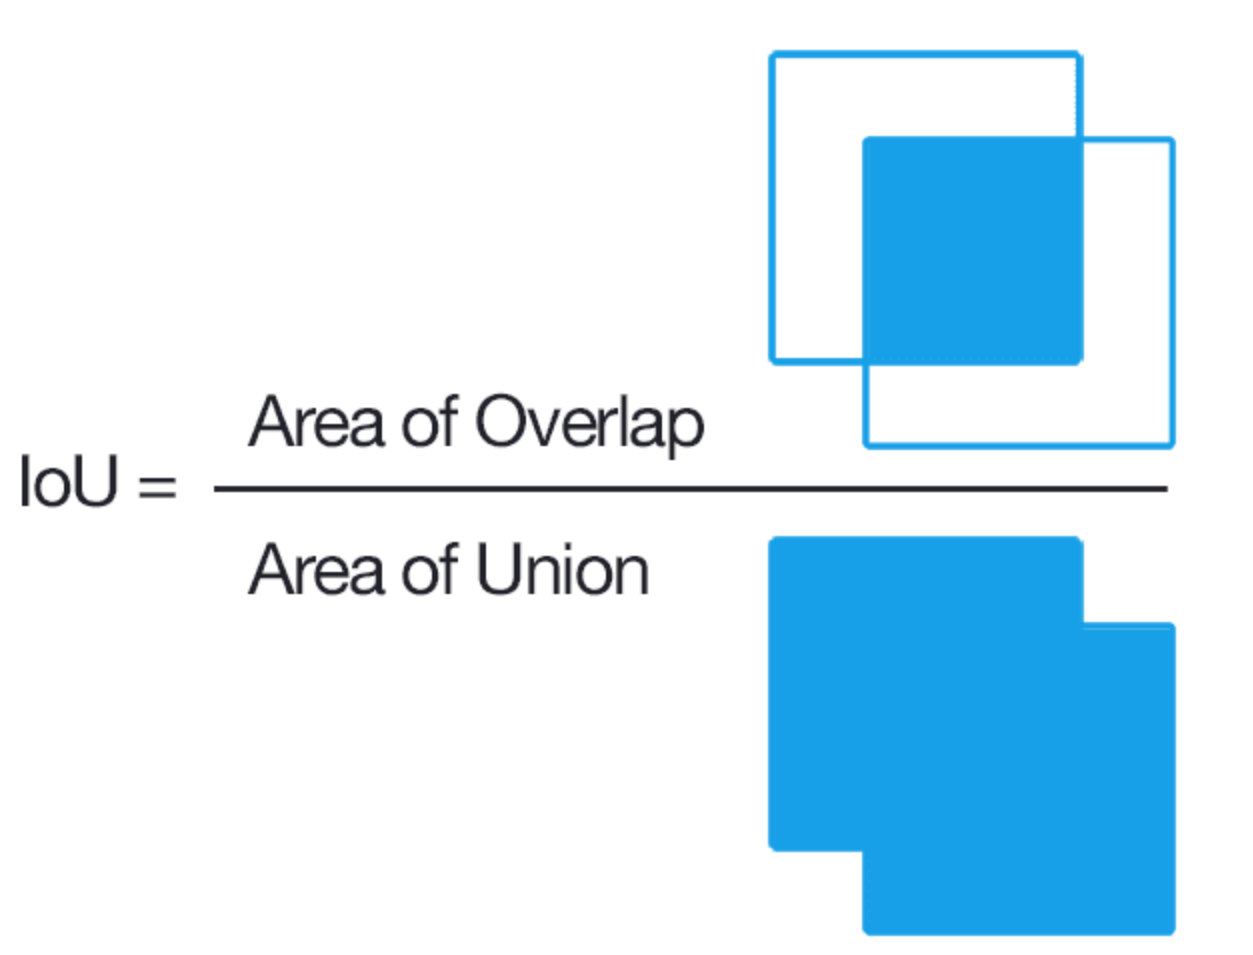 Area of Overlap
IoU =
Area of Union